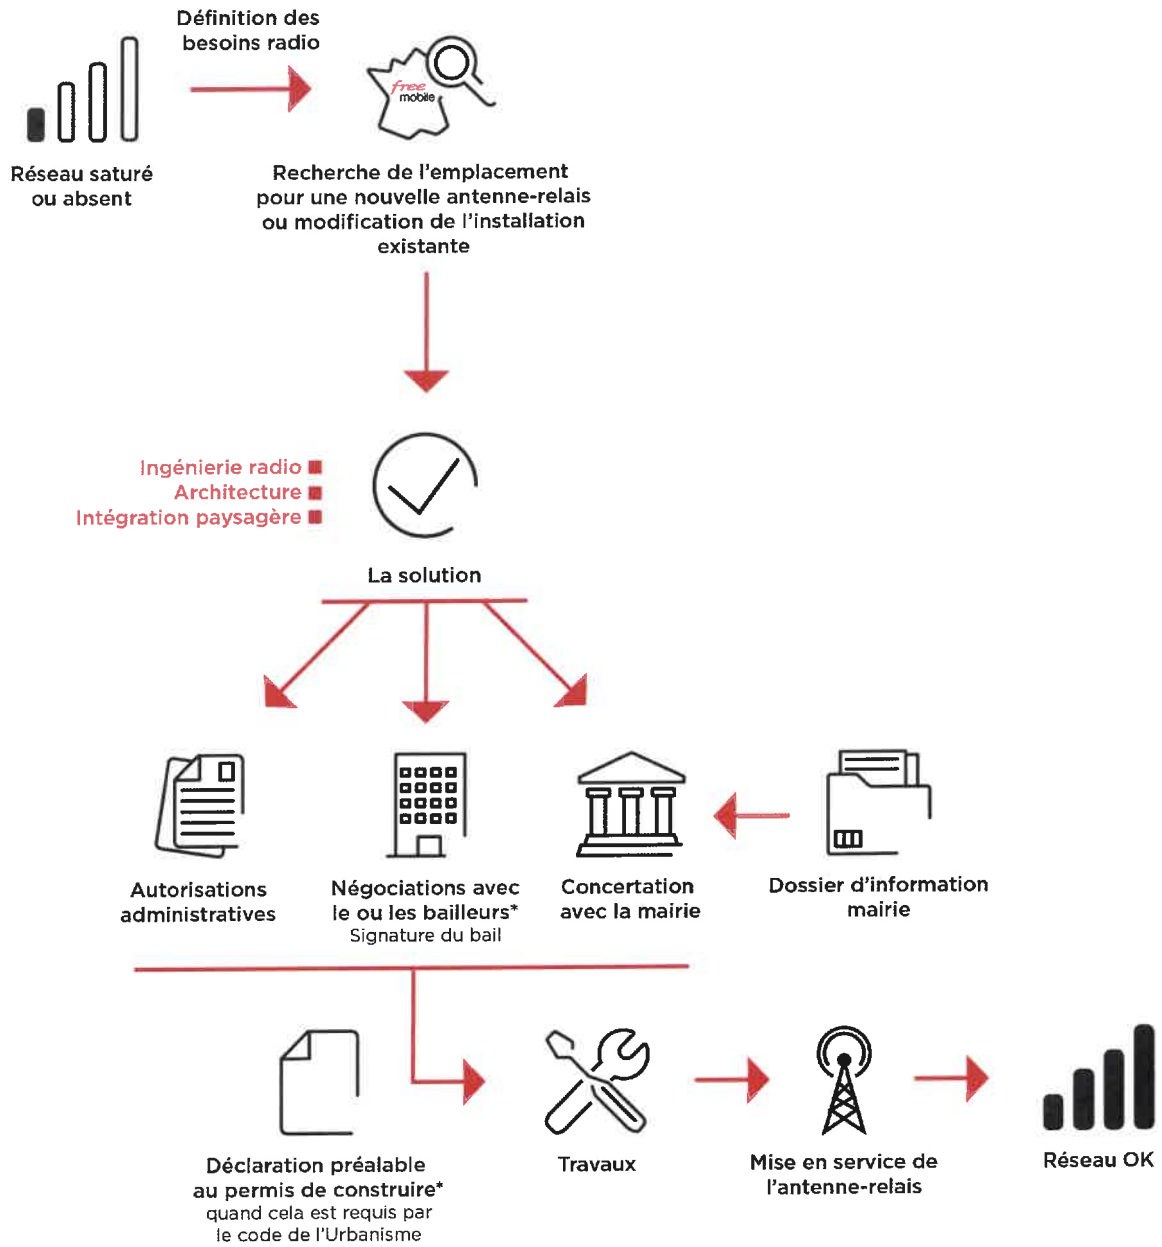 Définition des
besoins radio
free
mobile
Réseau saturé
ou absent
Recherche de l'emplacement
pour une nouvelle antenne-relais
ou modification de l'installation
existante
Ingénierie radio
Architecture
Intégration paysagère
La solution
Autorisations
administratives
Négociations avec
le ou les bailleurs*
Signature du bail
Concertation
avec la mairie
Dossier d'information
mairie
Déclaration préalable
au permis de construire*
quand cela est requis par
le code de l'Urbanisme
Travaux
Mise en service de
l'antenne-relais
Réseau OK